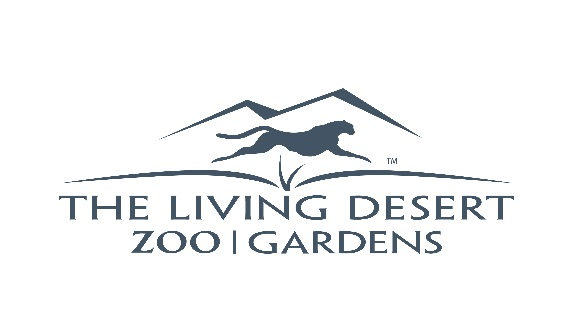 TM
THE LIVING DESERT
ZOO | GARDENS